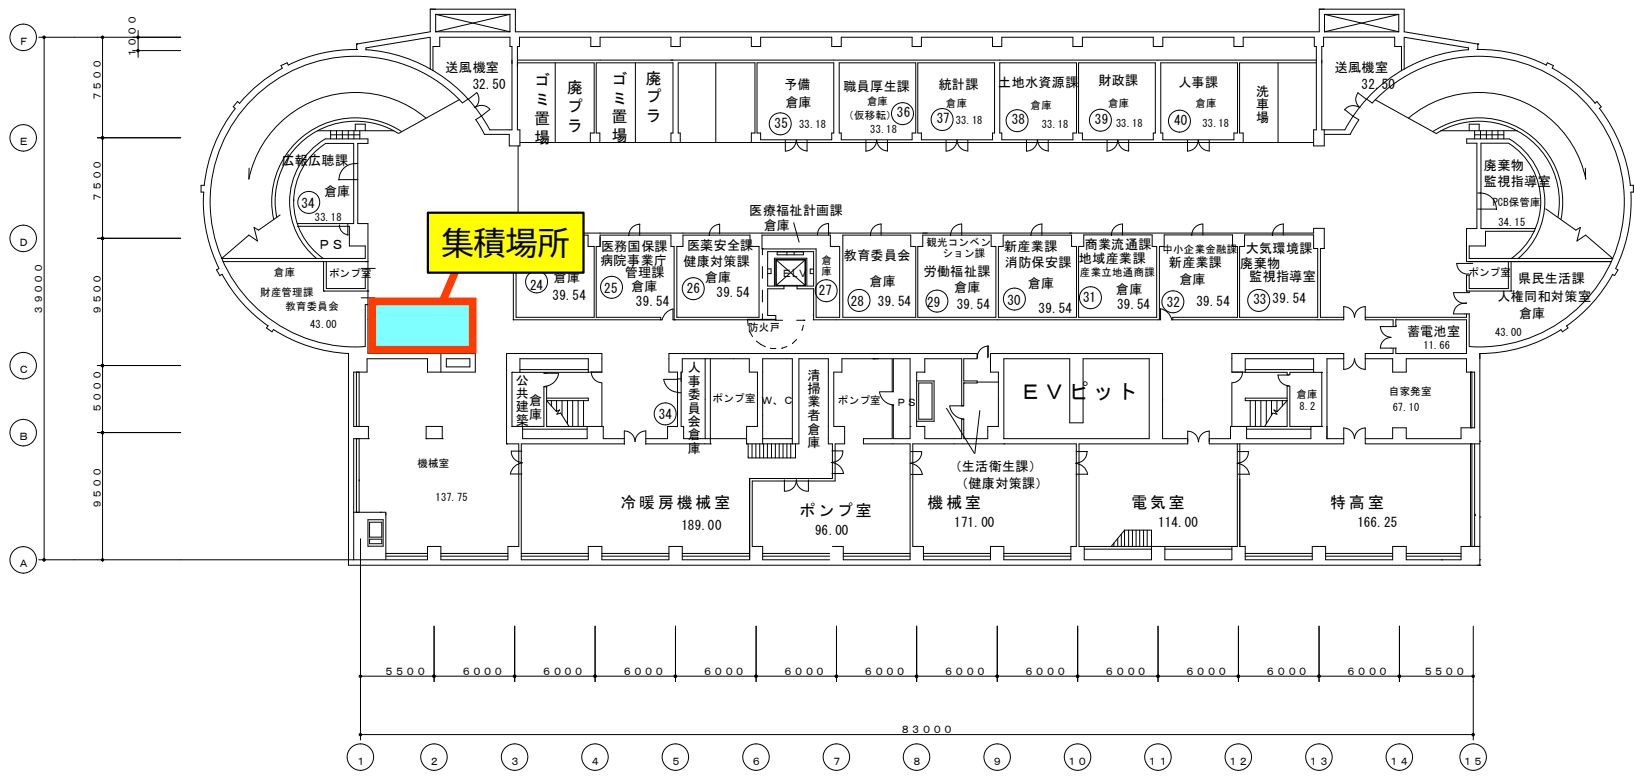 F
E
D
C
B
A
1000
7500
7500
9500
5000
9500
39000
送風機室
32.50
ゴミ置場
廃プラ
ゴミ置場
廃プラ
予備
倉庫
35 33.18
職員厚生課
倉庫 36
(仮移転)
33.18
統計課
倉庫
37 33.18
土地水資源課
倉庫
38 33.18
財政課
倉庫
39 33.18
人事課
倉庫
40 33.18
洗車場
送風機室
32.50
広報広聴課
倉庫
34
33.18
PS
ポンプ室
倉庫
財産管理課
教育委員会
43.00
集積場所
倉庫
24 39.54
医務国保課
病院事業庁
管理課
倉庫
25 39.54
医薬安全課
健康対策課
倉庫
26 39.54
医療福祉計画課
倉庫
ELV
倉庫
27
防火戸
教育委員会
倉庫
28 39.54
観光コンベン
ション課
労働福祉課
倉庫
29 39.54
新産業課
消防保安課
倉庫
30 39.54
商業流通課
地域産業課
産業立地通商課
倉庫
31 39.54
中小企業金融課
新産業課
倉庫
32 39.54
大気環境課
廃棄物
監視指導室
33 39.54
廃棄物
監視指導室
PCB保管庫
34.15
ポンプ室
県民生活課
人権同和対策室
倉庫
43.00
蓄電池室
11.66
公共建築
倉庫
34
人事委員会倉庫
ポンプ室
W、C
清掃業者倉庫
ポンプ室
PS
EVピット
倉庫
8.2
自家発室
67.10
機械室
137.75
冷暖房機械室
189.00
ポンプ室
96.00
(生活衛生課)
(健康対策課)
機械室
171.00
電気室
114.00
特高室
166.25
5500 6000 6000 6000 6000 6000 6000 6000 6000 6000 6000 6000 6000 5500
83000
1 2 3 4 5 6 7 8 9 10 11 12 13 14 15